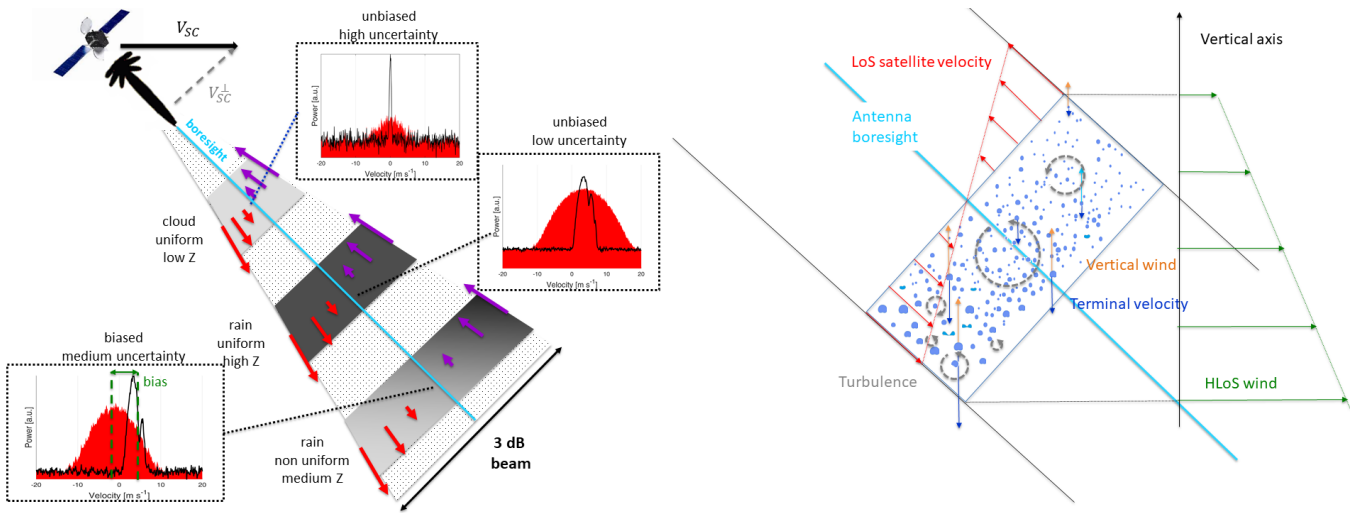 V_SC
V_SC^⊥
boresight
unbiased
high uncertainty
Power [a.u.]
-20 -10 0 10 20
Velocity [m s⁻¹]
unbiased
low uncertainty
Power [a.u.]
-20 -10 0 10 20
Velocity [m s⁻¹]
cloud
uniform
low Z
rain
uniform
high Z
biased
medium uncertainty
bias
Power [a.u.]
-20 -10 0 10 20
Velocity [m s⁻¹]
rain
non uniform
medium Z
3 dB
beam
Vertical axis
LoS satellite velocity
Antenna
boresight
Vertical wind
Terminal velocity
Turbulence
HLoS wind